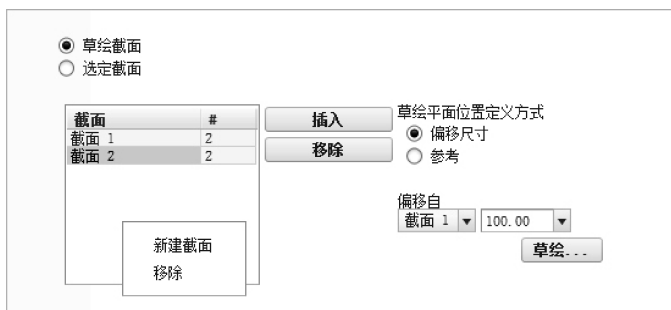 草绘截面
选定截面
截面 #
截面 1 2
截面 2 2
新建截面
移除
插入
移除
草绘平面位置定义方式
偏移尺寸
参考
偏移自
截面 1 100.00
草绘...